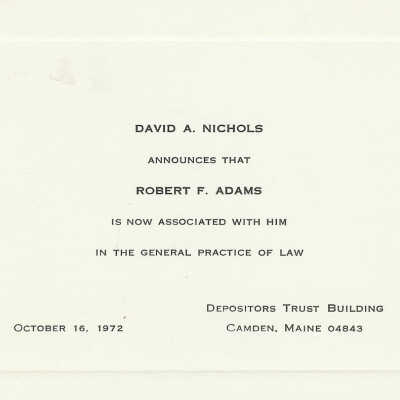 DAVID A. NICHOLS
ANNOUNCES THAT
ROBERT F. ADAMS
IS NOW ASSOCIATED WITH HIM
IN THE GENERAL PRACTICE OF LAW
DEPOSITORS TRUST BUILDING
OCTOBER 16, 1972 CAMDEN, MAINE 04843